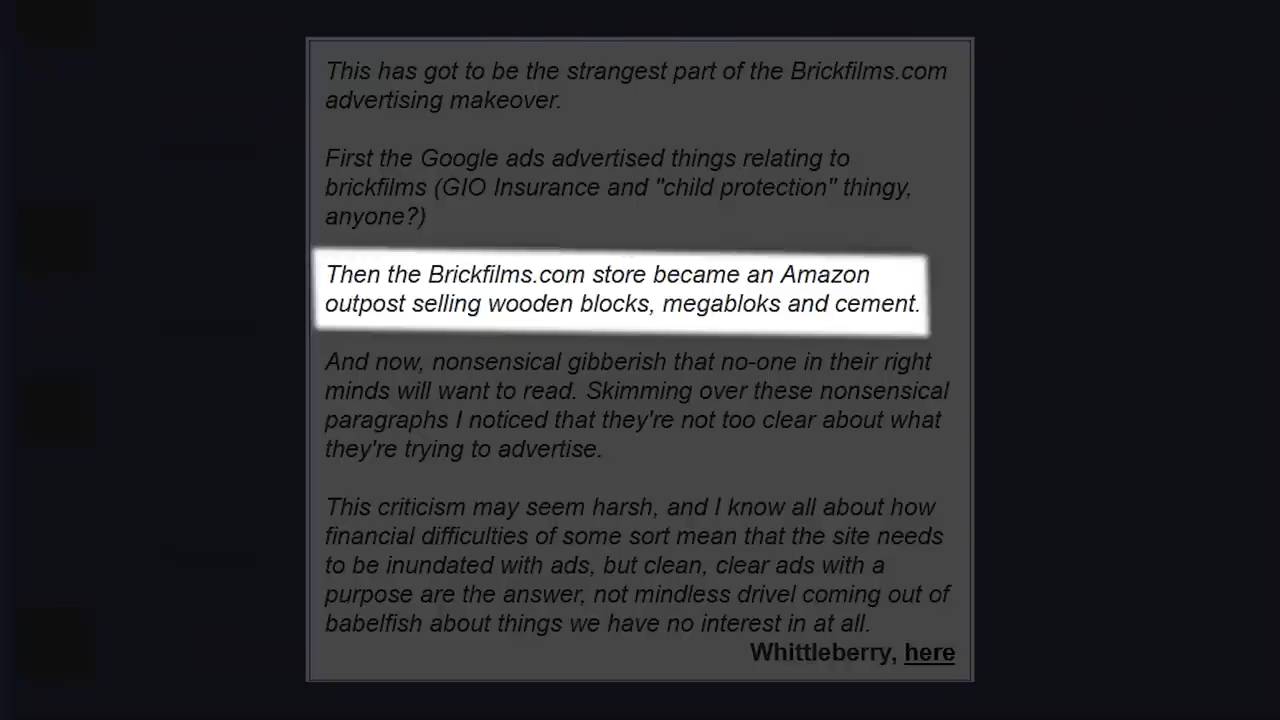 This has got to be the strangest part of the Brickfilms.com
advertising makeover.
First the Google ads advertised things relating to
brickfilms (GIO Insurance and "child protection" thingy,
anyone?)
Then the Brickfilms.com store became an Amazon
outpost selling wooden blocks, megabloks and cement.
And now, nonsensical gibberish that no-one in their right
minds will want to read. Skimming over these nonsensical
paragraphs I noticed that they're not too clear about what
they're trying to advertise.
This criticism may seem harsh, and I know all about how
financial difficulties of some sort mean that the site needs
to be inundated with ads, but clean, clear ads with a
purpose are the answer, not mindless drivel coming out of
babelfish about things we have no interest in at all.
Whittleberry, here